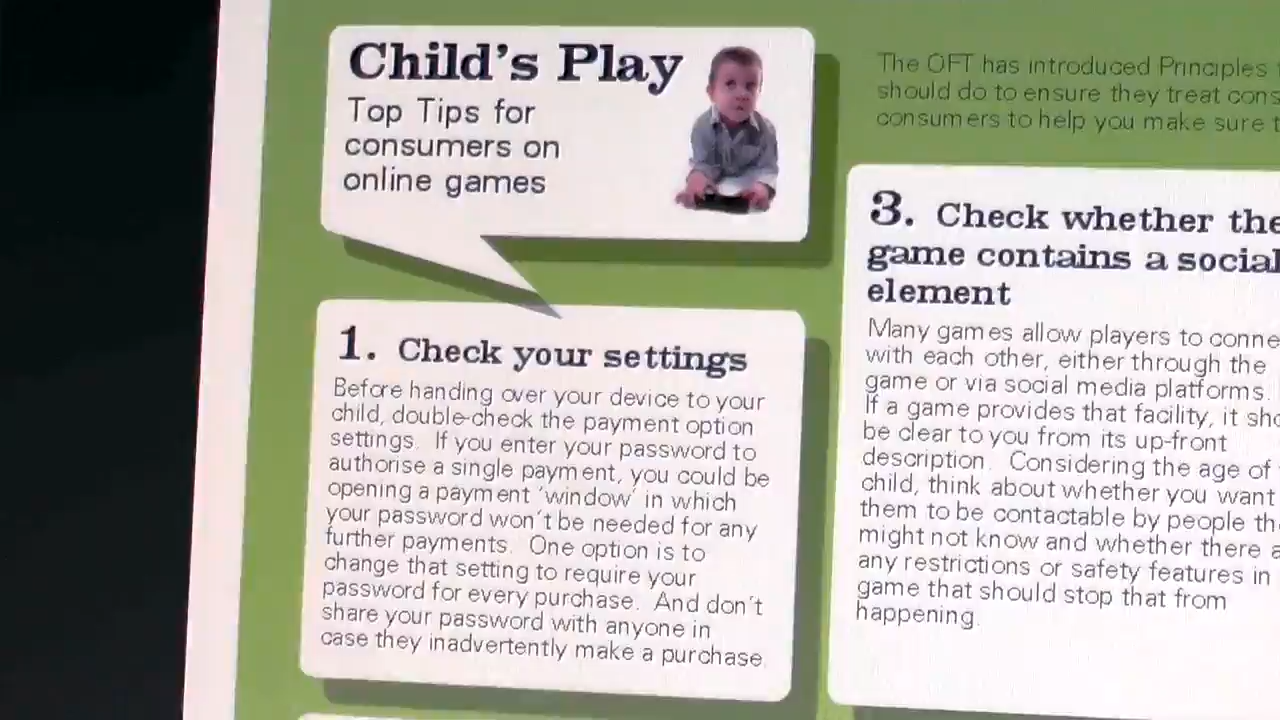 Child's Play
Top Tips for
consumers on
online games
1. Check your settings
Before handing over your device to your
child, double-check the payment option
settings. If you enter your password to
authorise a single payment, you could be
opening a payment 'window' in which
your password won't be needed for any
further payments. One option is to
change that setting to require your
password for every purchase. And don't
share your password with anyone in
case they inadvertently make a purchase.
The OFT has introduced Principles
should do to ensure they treat
consumers to help you make sure
3. Check whether the
game contains a social
element
Many games allow players to
with each other, either through the
game or via social media platforms.
If a game provides that facility, it
be clear to you from its up-front
description. Considering the age of
child, think about whether you want
them to be contactable by people
might not know and whether there
any restrictions or safety features in
game that should stop that from
happening.